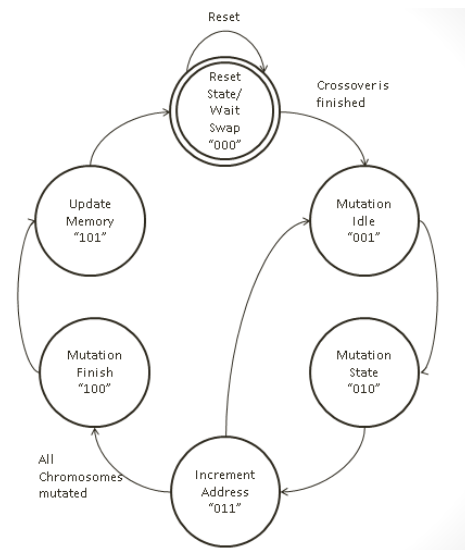 Reset
Reset
State/
Wait
Swap
“000”
Crossover is
finished
Update
Memory
“101”
Mutation
Idle
“001”
Mutation
Finish
“100”
Mutation
State
“010”
All
Chromosomes
mutated
Increment
Address
“011”